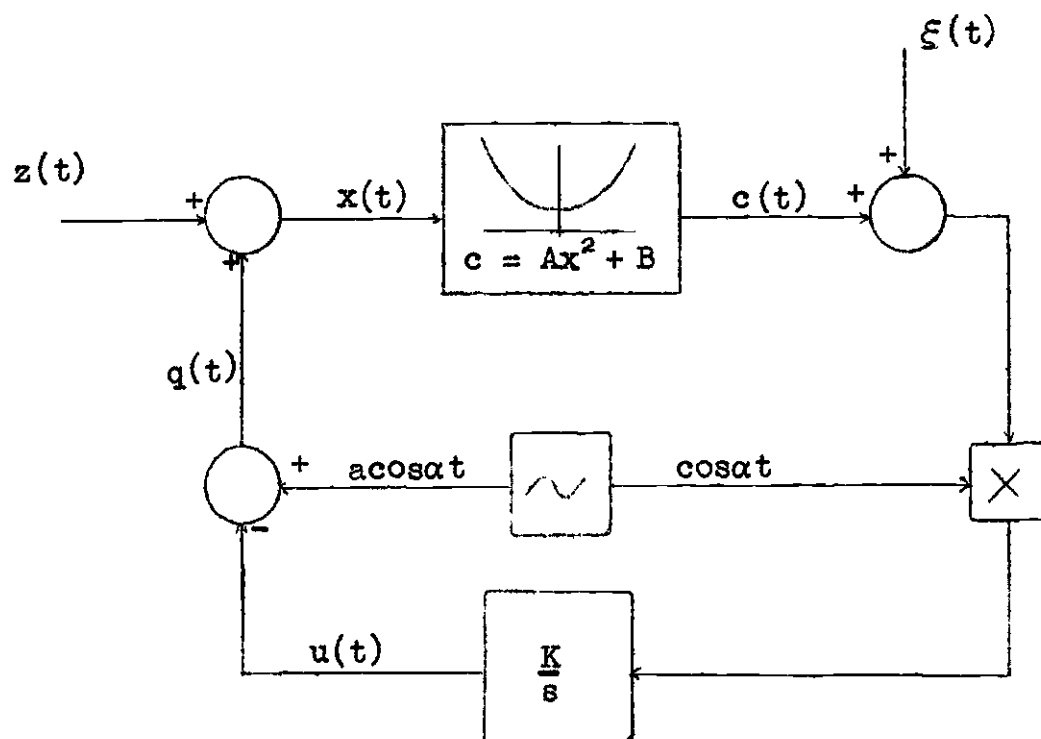 ξ(t)
z(t)
+
+
x(t)
c = Ax² + B
c(t)
+
+
q(t)
+
acosαt
cosαt
×
-
u(t)
K
s